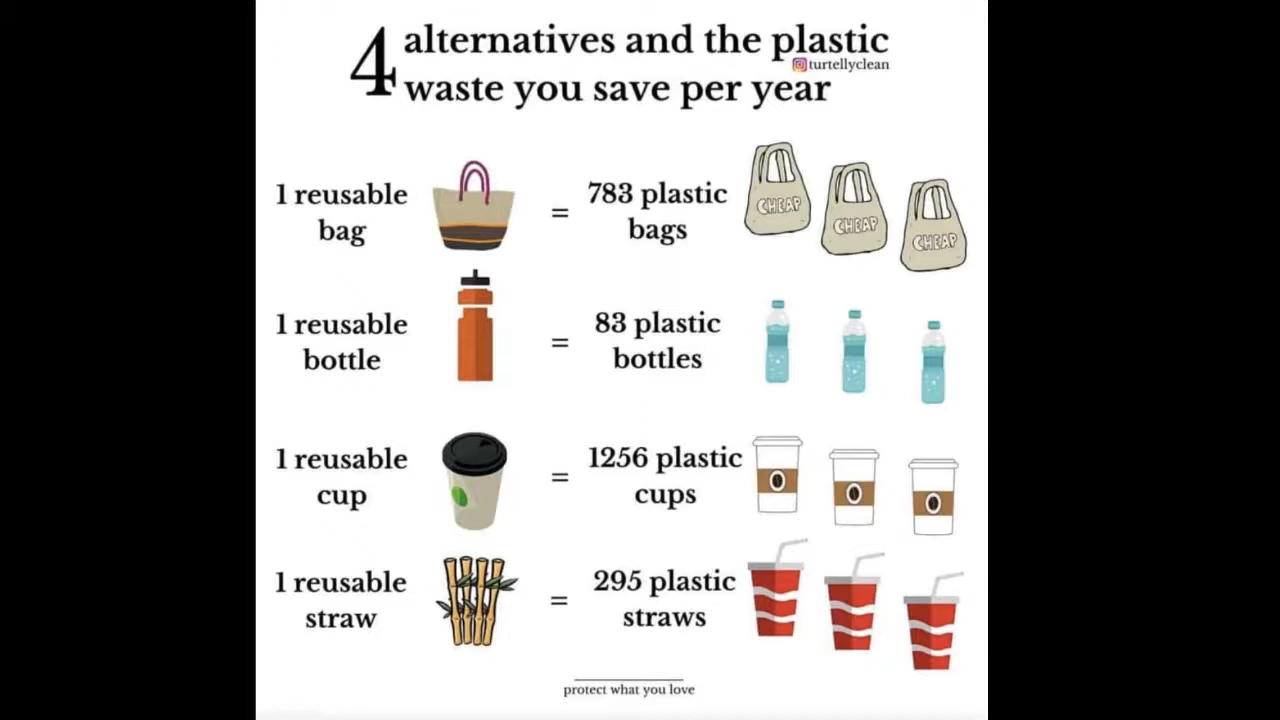 4 alternatives and the plastic
turtellyclean
waste you save per year
1 reusable
bag
=
783 plastic
bags
CHEAP
CHEAP
CHEAP
1 reusable
bottle
=
83 plastic
bottles
1 reusable
cup
=
1256 plastic
cups
1 reusable
straw
=
295 plastic
straws
protect what you love